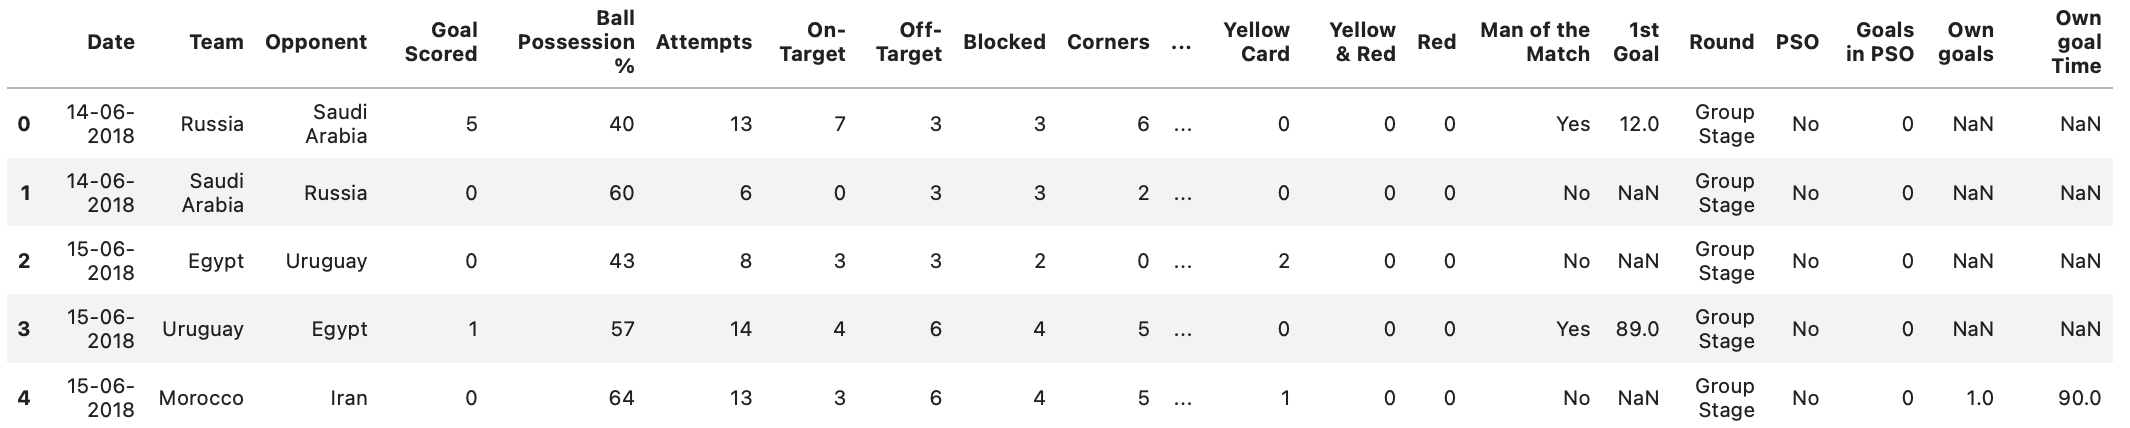 Date Team Opponent Goal Scored Ball Possession % Attempts On-Target Off-Target Blocked Corners ... Yellow Card Yellow & Red Red Man of the Match 1st Goal Round PSO Goals in PSO Own goals Own goal Time
0 14-06-2018 Russia Saudi Arabia 5 40 13 7 3 3 6 ... 0 0 0 Yes 12.0 Group Stage No 0 NaN NaN
1 14-06-2018 Saudi Arabia Russia 0 60 6 0 3 3 2 ... 0 0 0 No NaN Group Stage No 0 NaN NaN
2 15-06-2018 Egypt Uruguay 0 43 8 3 3 2 0 ... 2 0 0 No NaN Group Stage No 0 NaN NaN
3 15-06-2018 Uruguay Egypt 1 57 14 4 6 4 5 ... 0 0 0 Yes 89.0 Group Stage No 0 NaN NaN
4 15-06-2018 Morocco Iran 0 64 13 3 6 4 5 ... 1 0 0 No NaN Group Stage No 0 1.0 90.0